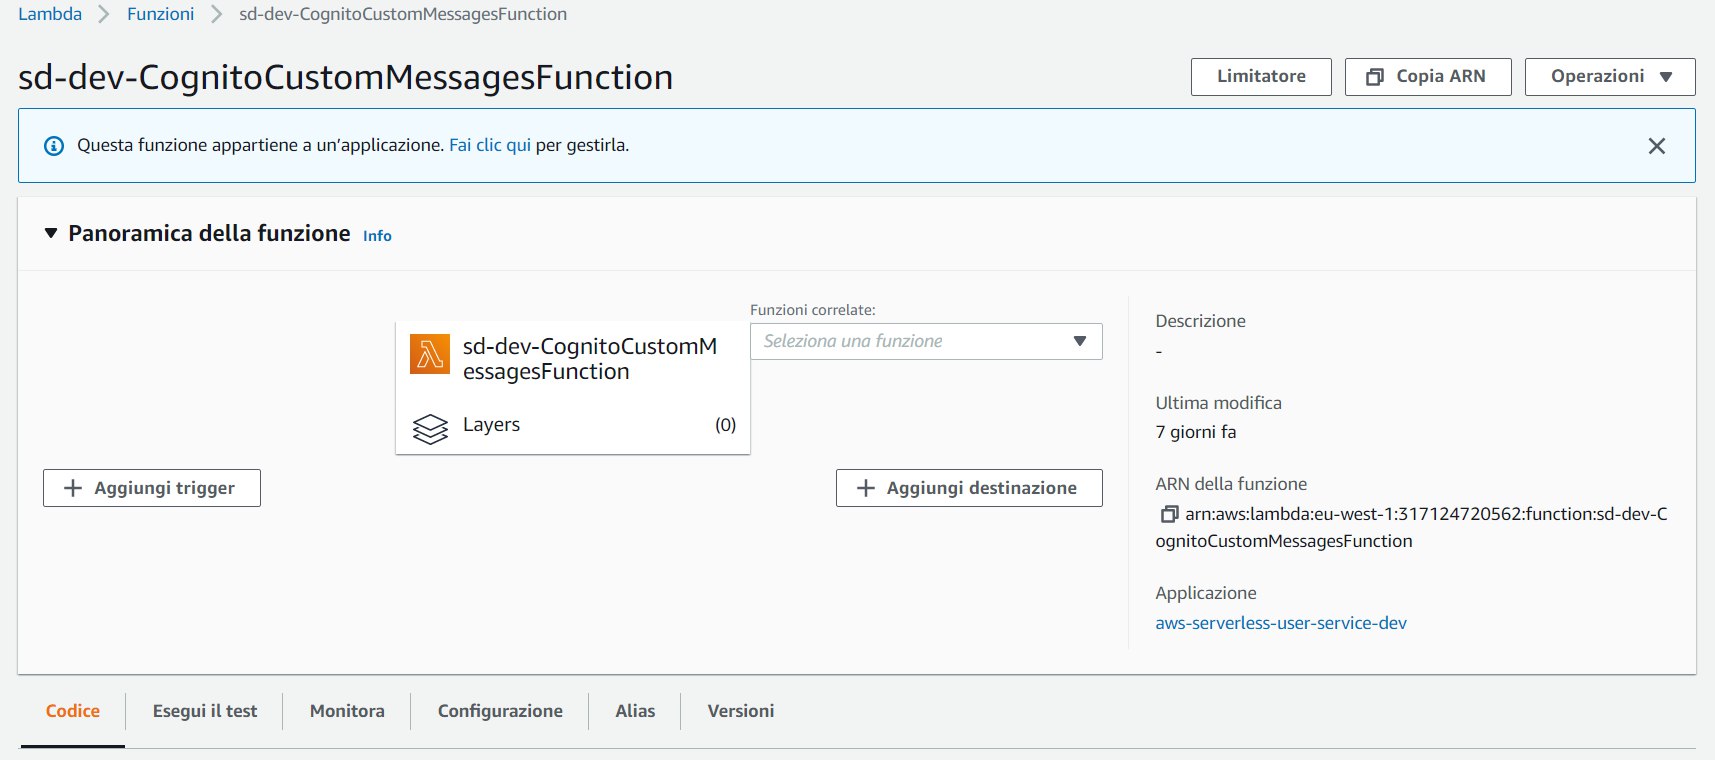 Lambda Funzioni sd-dev-CognitoCustomMessagesFunction
sd-dev-CognitoCustomMessagesFunction
Limitatore Copia ARN Operazioni
Questa funzione appartiene a un’applicazione. Fai clic qui per gestirla.
Panoramica della funzione Info
sd-dev-CognitoCustomM
essagesFunction
Layers (0)
Funzioni correlate:
Seleziona una funzione
Aggiungi trigger
Aggiungi destinazione
Descrizione
-
Ultima modifica
7 giorni fa
ARN della funzione
arn:aws:lambda:eu-west-1:317124720562:function:sd-dev-C
ognitoCustomMessagesFunction
Applicazione
aws-serverless-user-service-dev
Codice Esegui il test Monitora Configurazione Alias Versioni